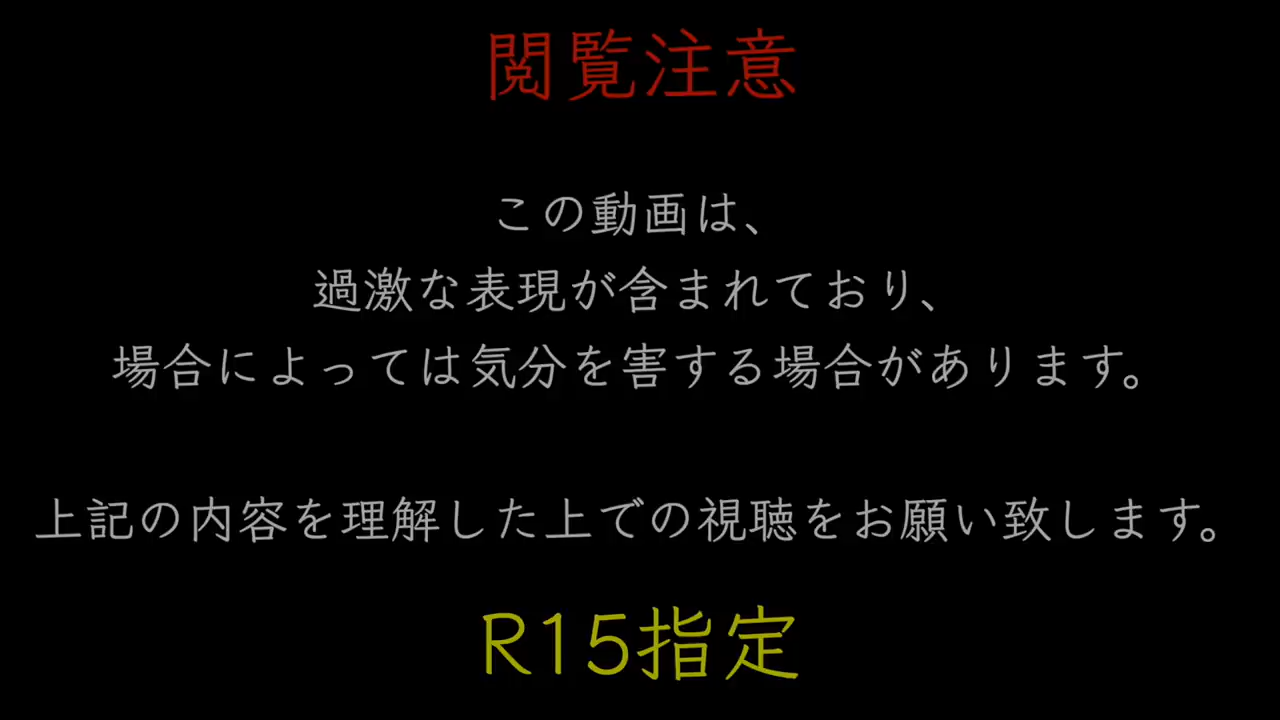 閲覧注意
この動画は、
過激な表現が含まれており、
場合によっては気分を害する場合があります。
上記の内容を理解した上での視聴をお願い致します。
R15指定